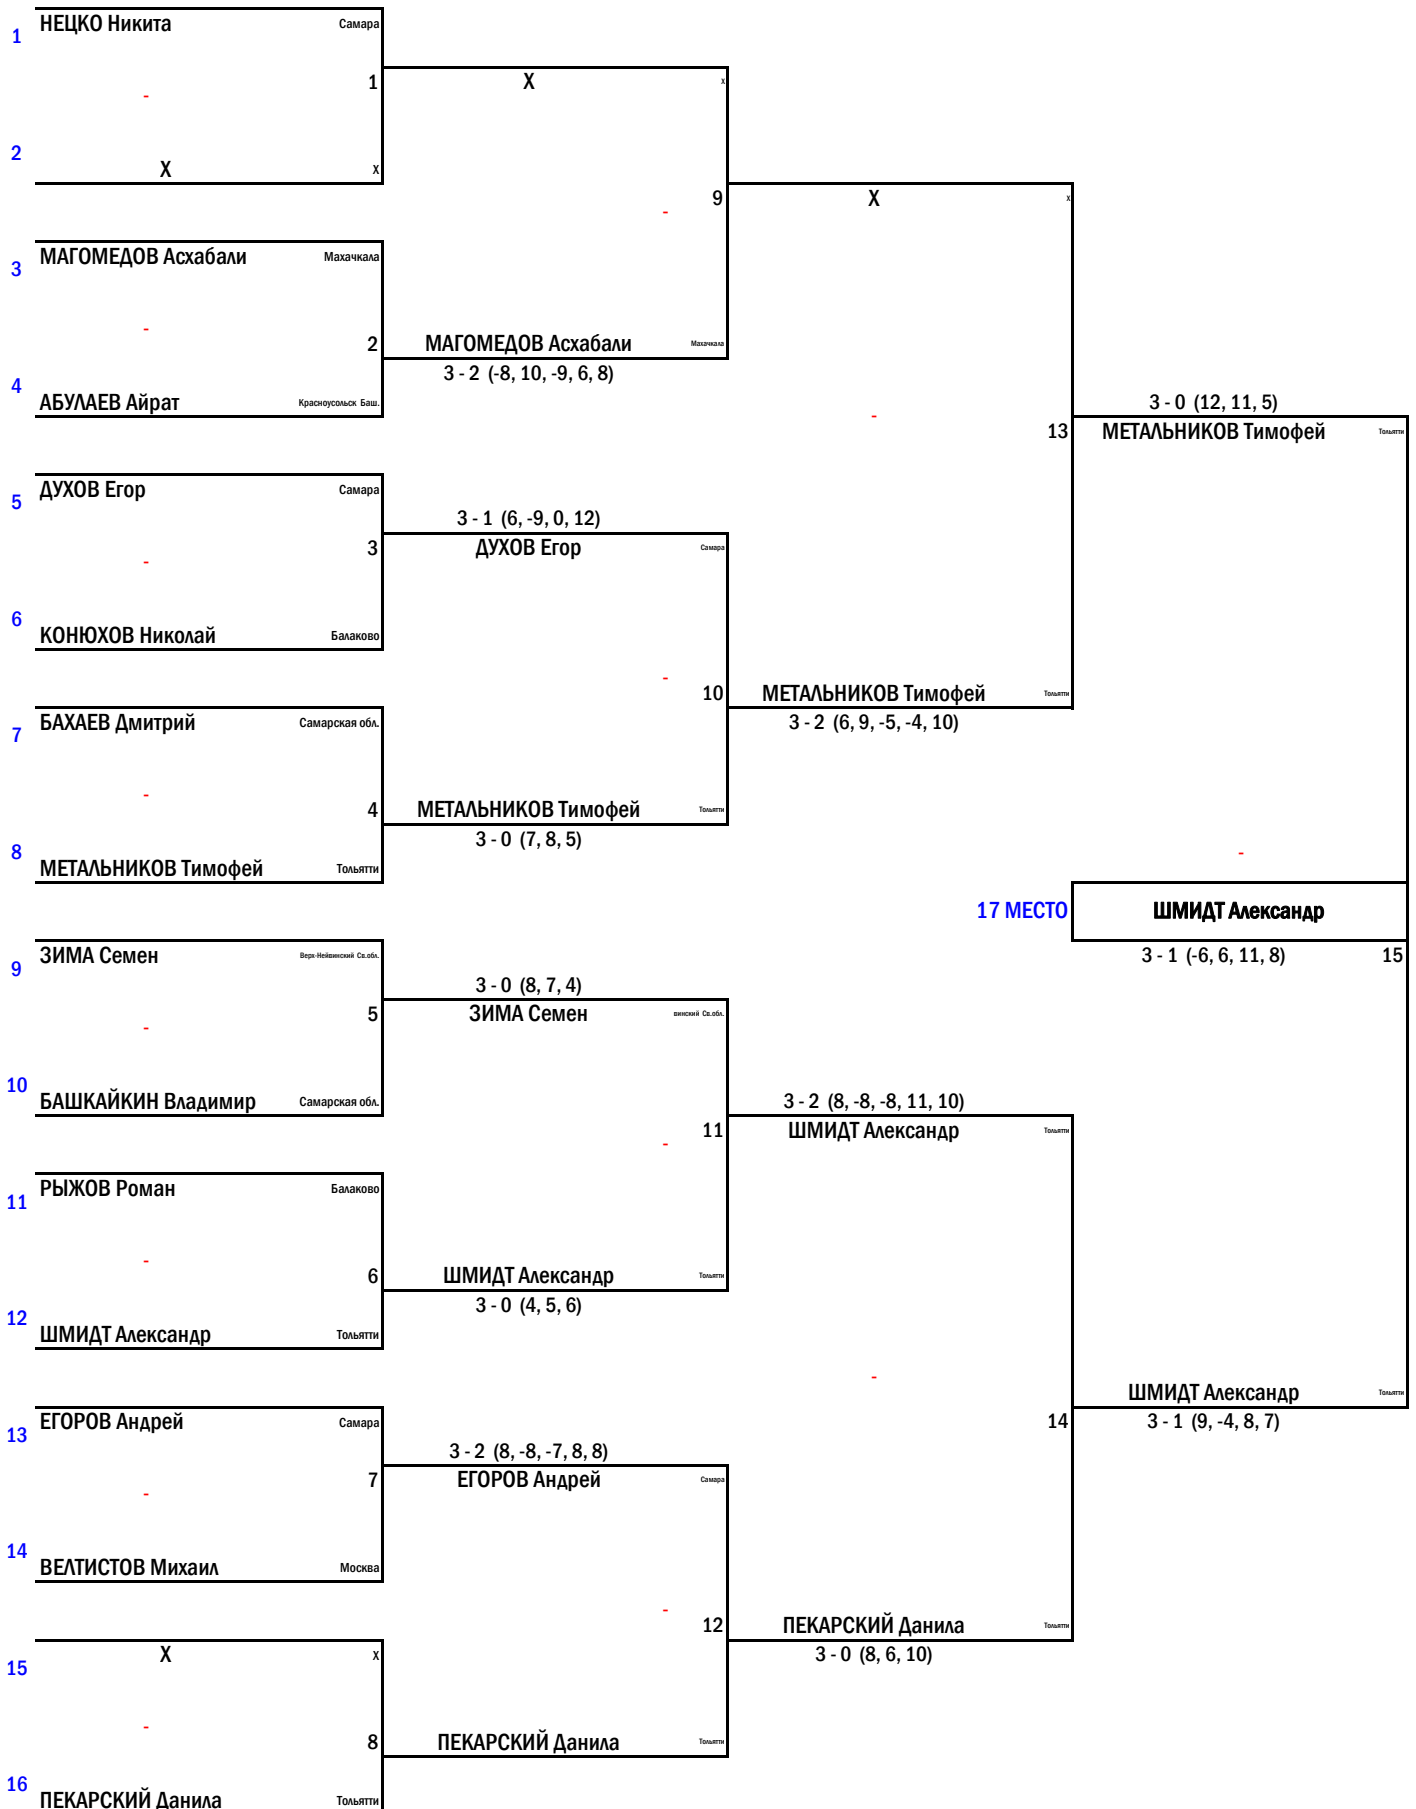 1 НЕЦКО Никита Самара
1 X x
-
2 X x
9 X x
-
3 МАГОМЕДОВ Асхабали Махачкала
-
2 МАГОМЕДОВ Асхабали Махачкала
3 - 2 (-8, 10, -9, 6, 8)
4 АБУЛАЕВ Айрат Красноусольск Баш.
3 - 0 (12, 11, 5)
-
13 МЕТАЛЬНИКОВ Тимофей Тольятти
5 ДУХОВ Егор Самара
3 - 1 (6, -9, 0, 12)
3 ДУХОВ Егор Самара
-
6 КОНЮХОВ Николай Балаково
-
10 МЕТАЛЬНИКОВ Тимофей Тольятти
3 - 2 (6, 9, -5, -4, 10)
7 БАХАЕВ Дмитрий Самарская обл.
-
4 МЕТАЛЬНИКОВ Тимофей Тольятти
3 - 0 (7, 8, 5)
8 МЕТАЛЬНИКОВ Тимофей Тольятти
-
17 МЕСТО ШМИДТ Александр
3 - 1 (-6, 6, 11, 8) 15
9 ЗИМА Семен Верх-Нейвинский Св.обл.
3 - 0 (8, 7, 4)
5 ЗИМА Семен винский Св.обл.
-
10 БАШКАЙКИН Владимир Самарская обл.
3 - 2 (8, -8, -8, 11, 10)
11 ШМИДТ Александр Тольятти
-
11 РЫЖОВ Роман Балаково
-
6 ШМИДТ Александр Тольятти
3 - 0 (4, 5, 6)
12 ШМИДТ Александр Тольятти
-
14 ШМИДТ Александр Тольятти
3 - 1 (9, -4, 8, 7)
13 ЕГОРОВ Андрей Самара
3 - 2 (8, -8, -7, 8, 8)
7 ЕГОРОВ Андрей Самара
-
14 ВЕЛТИСТОВ Михаил Москва
-
12 ПЕКАРСКИЙ Данила Тольятти
3 - 0 (8, 6, 10)
15 X x
-
8 ПЕКАРСКИЙ Данила Тольятти
16 ПЕКАРСКИЙ Данила Тольятти